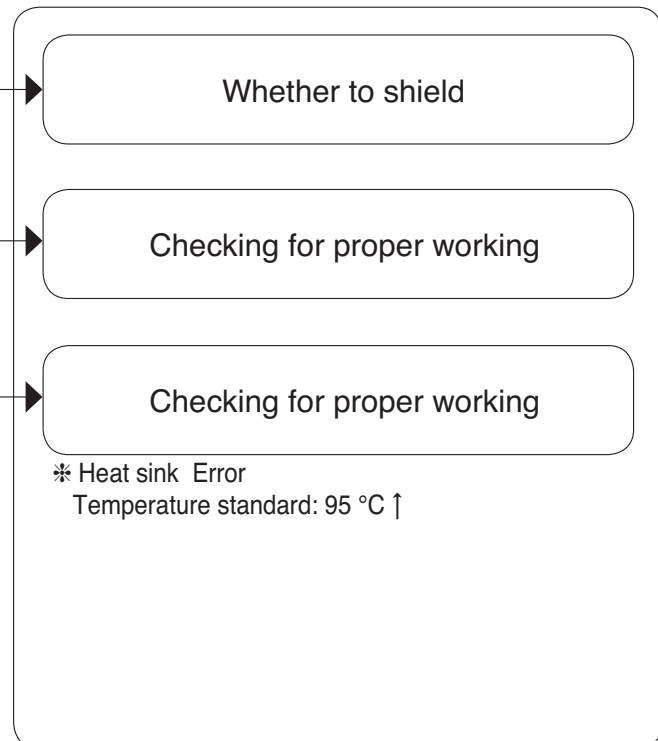 Whether to shield
Checking for proper working
Checking for proper working
❉ Heat sink  Error
Temperature standard: 95 °C ↑